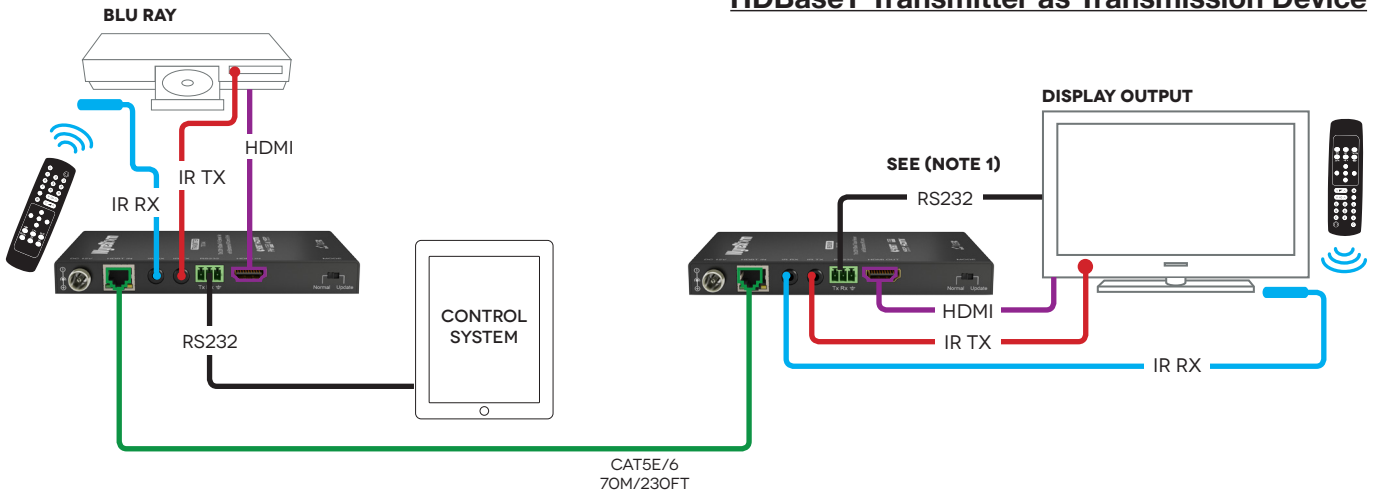 HDBaseT Transmitter as Transmission Device
BLU RAY
HDMI
IR TX
IR RX
Normal Update
RS232
CONTROL
SYSTEM
CAT5E/6
70M/230FT
DISPLAY OUTPUT
SEE (NOTE 1)
RS232
Tx Rx
Normal Update
HDMI
IR TX
IR RX